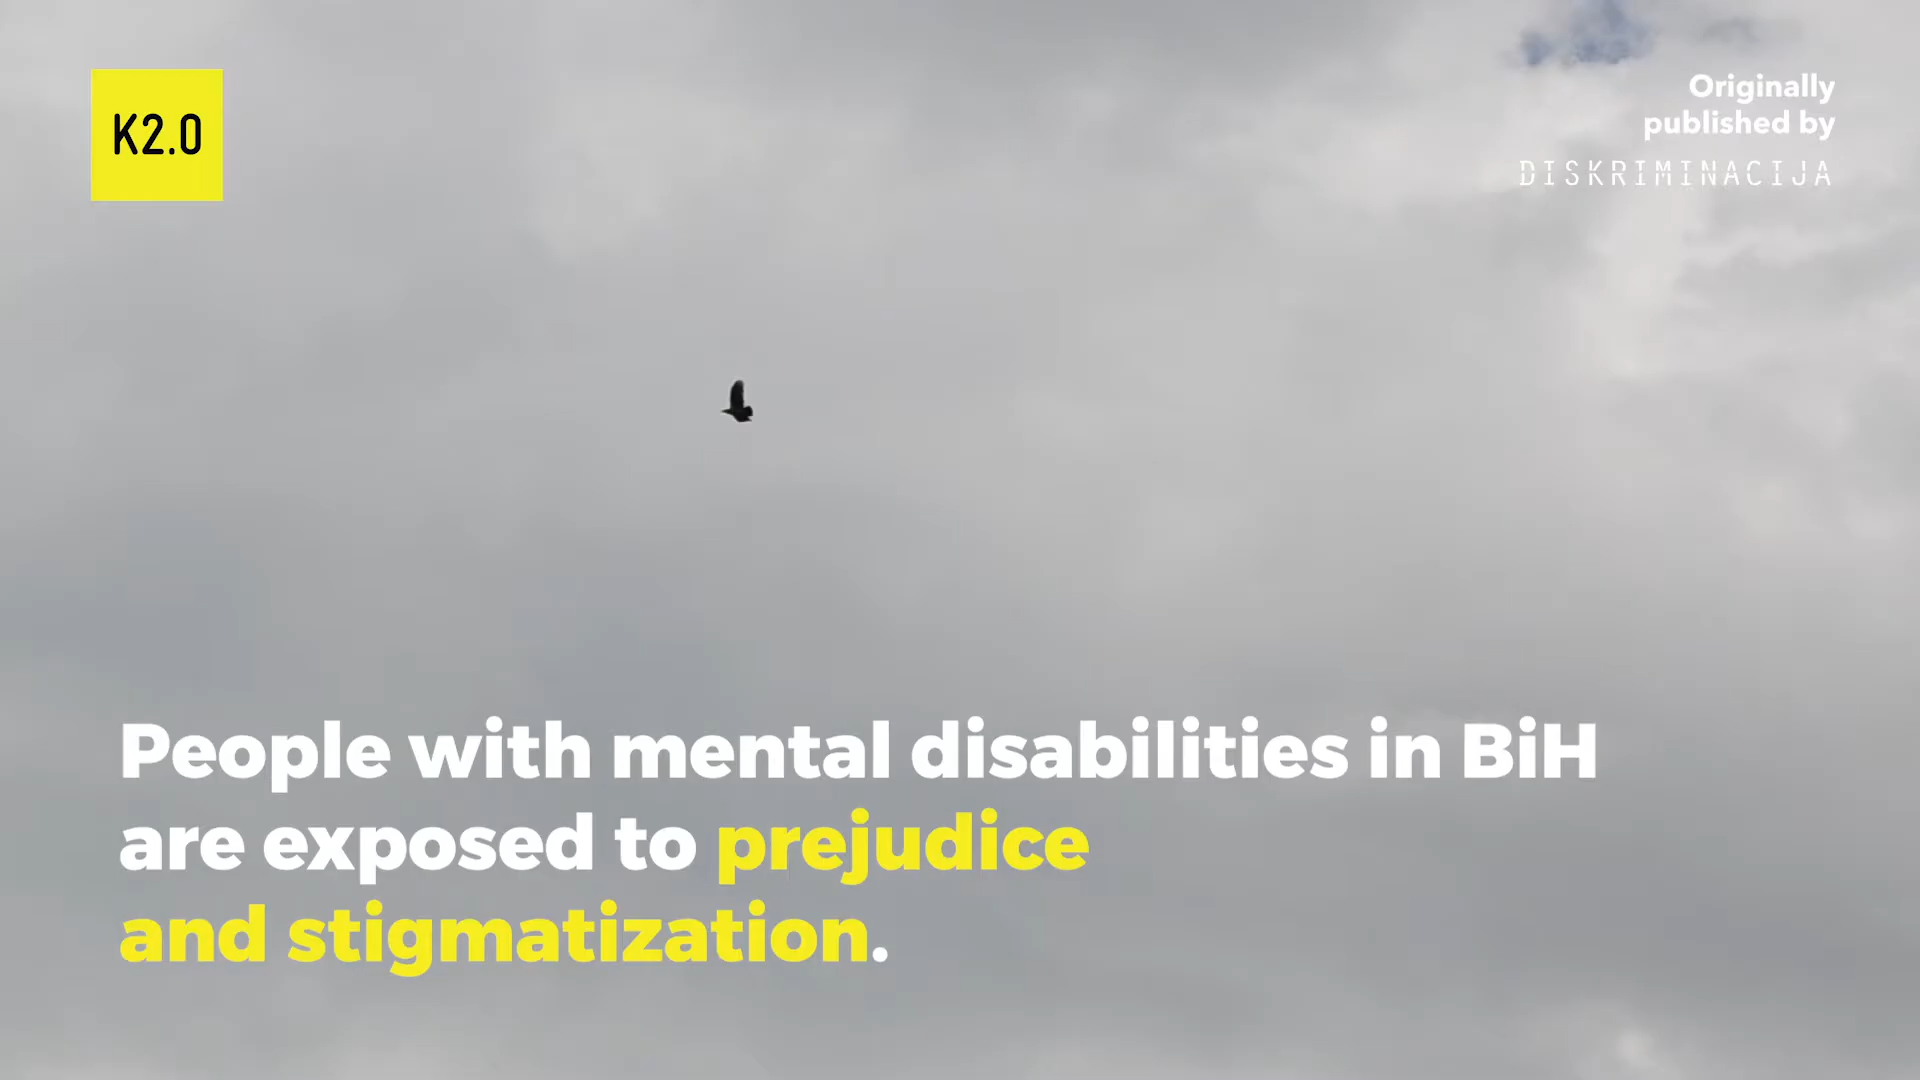 K2.0
Originally
published by
DISKRIMINACIJA
People with mental disabilities in BiH
are exposed to prejudice
and stigmatization.